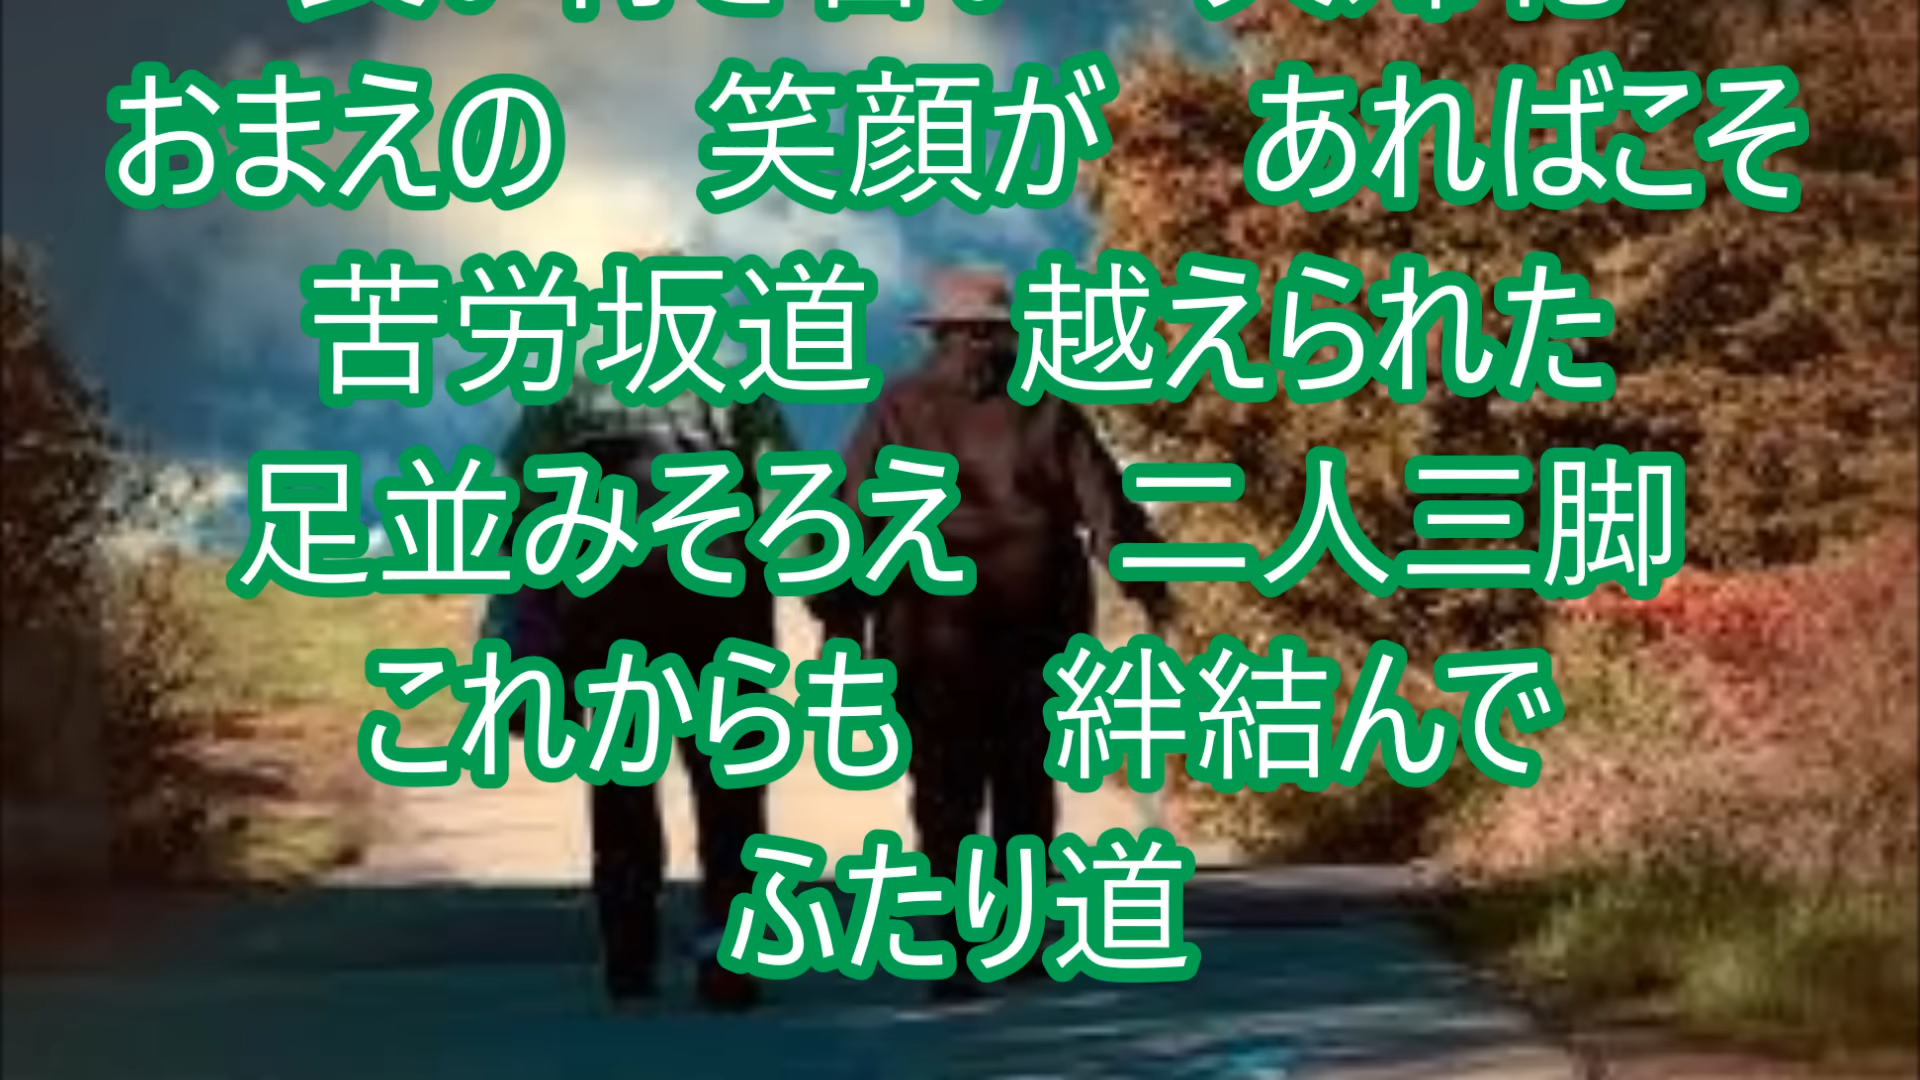 おまえの　笑顔が　あればこそ
苦労坂道　越えられた
足並みそろえ　二人三脚
これからも　絆結んで
ふたり道